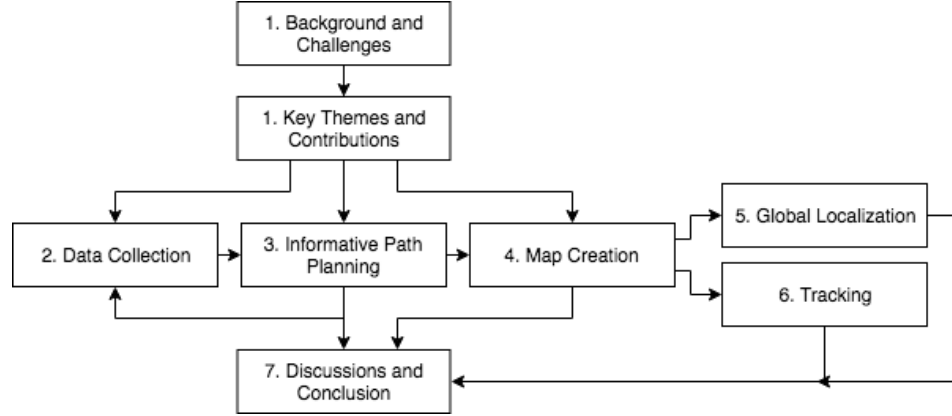 1. Background and
Challenges
1. Key Themes and
Contributions
2. Data Collection
3. Informative Path
Planning
4. Map Creation
5. Global Localization
6. Tracking
7. Discussions and
Conclusion